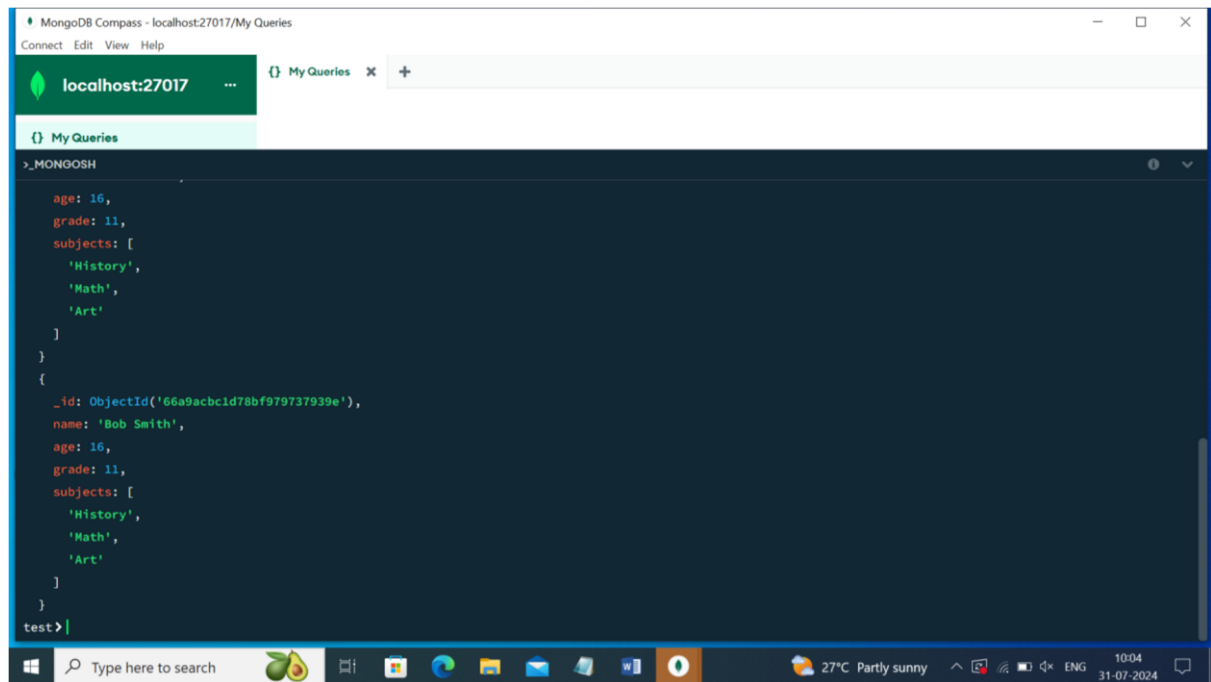 MongoDB Compass - localhost:27017/My Queries
Connect Edit View Help
localhost:27017 ...
{} My Queries
{} My Queries
>_MONGOSH
age: 16,
grade: 11,
subjects: [
'History',
'Math',
'Art'
]
}
{
_id: ObjectId('66a9acbc1d78bf979737939e'),
name: 'Bob Smith',
age: 16,
grade: 11,
subjects: [
'History',
'Math',
'Art'
]
}
test>
Type here to search
27°C Partly sunny
ENG
10:04
31-07-2024